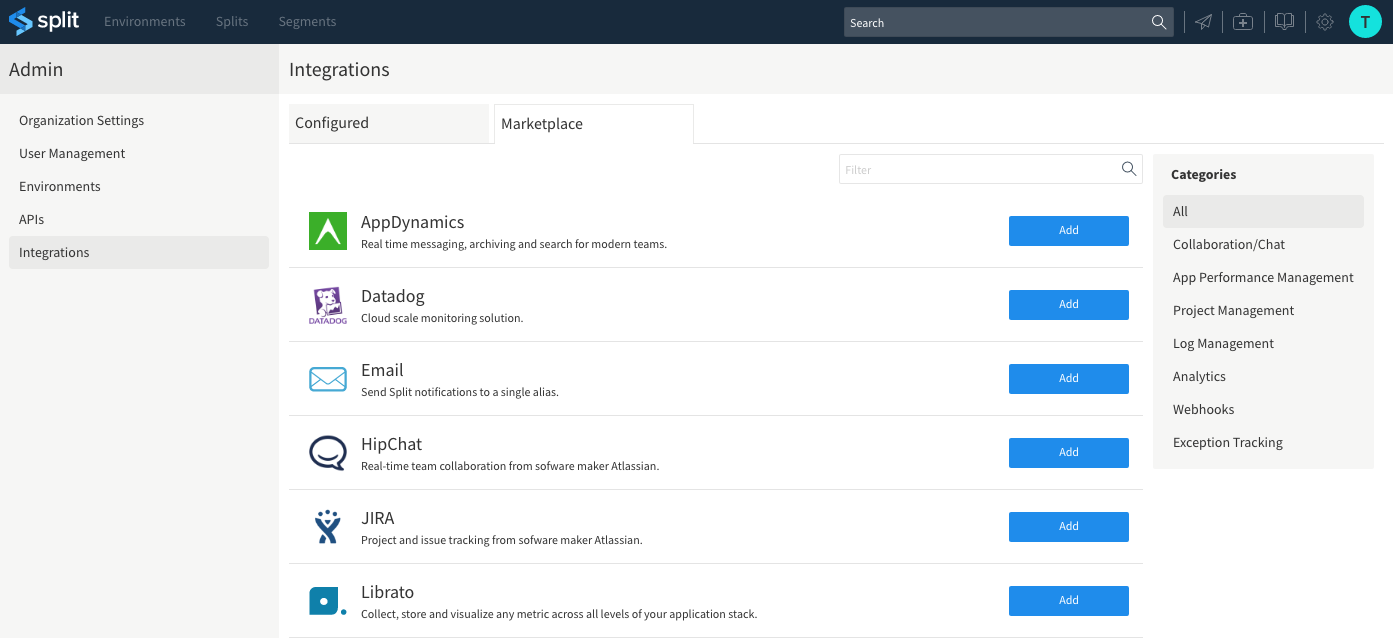 split Environments Splits Segments Search T
Admin
Integrations
Organization Settings
User Management
Environments
APIs
Integrations
Configured
Marketplace
Filter
AppDynamics
Real time messaging, archiving and search for modern teams.
Add
DATADOG
Datadog
Cloud scale monitoring solution.
Add
Email
Send Split notifications to a single alias.
Add
HipChat
Real-time team collaboration from sofware maker Atlassian.
Add
JIRA
Project and issue tracking from sofware maker Atlassian.
Add
Librato
Collect, store and visualize any metric across all levels of your application stack.
Add
Categories
All
Collaboration/Chat
App Performance Management
Project Management
Log Management
Analytics
Webhooks
Exception Tracking